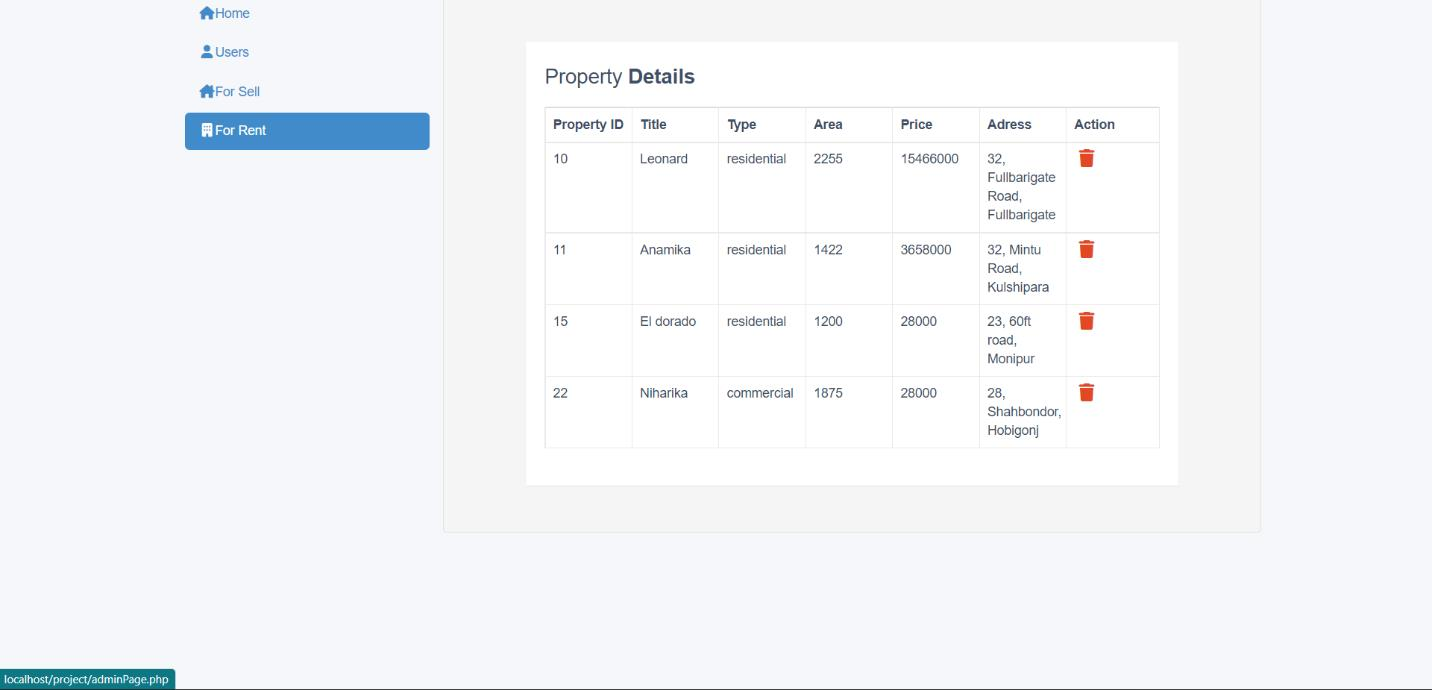 Home
Users
For Sell
For Rent
Property Details
Property ID Title Type Area Price Adress Action
10 Leonard residential 2255 15466000 32,
Fullbarigate
Road,
Fullbarigate
11 Anamika residential 1422 3658000 32, Mintu
Road,
Kulshipara
15 El dorado residential 1200 28000 23, 60ft
road,
Monipur
22 Niharika commercial 1875 28000 28,
Shahbondor,
Hobigonj
localhost/project/adminPage.php